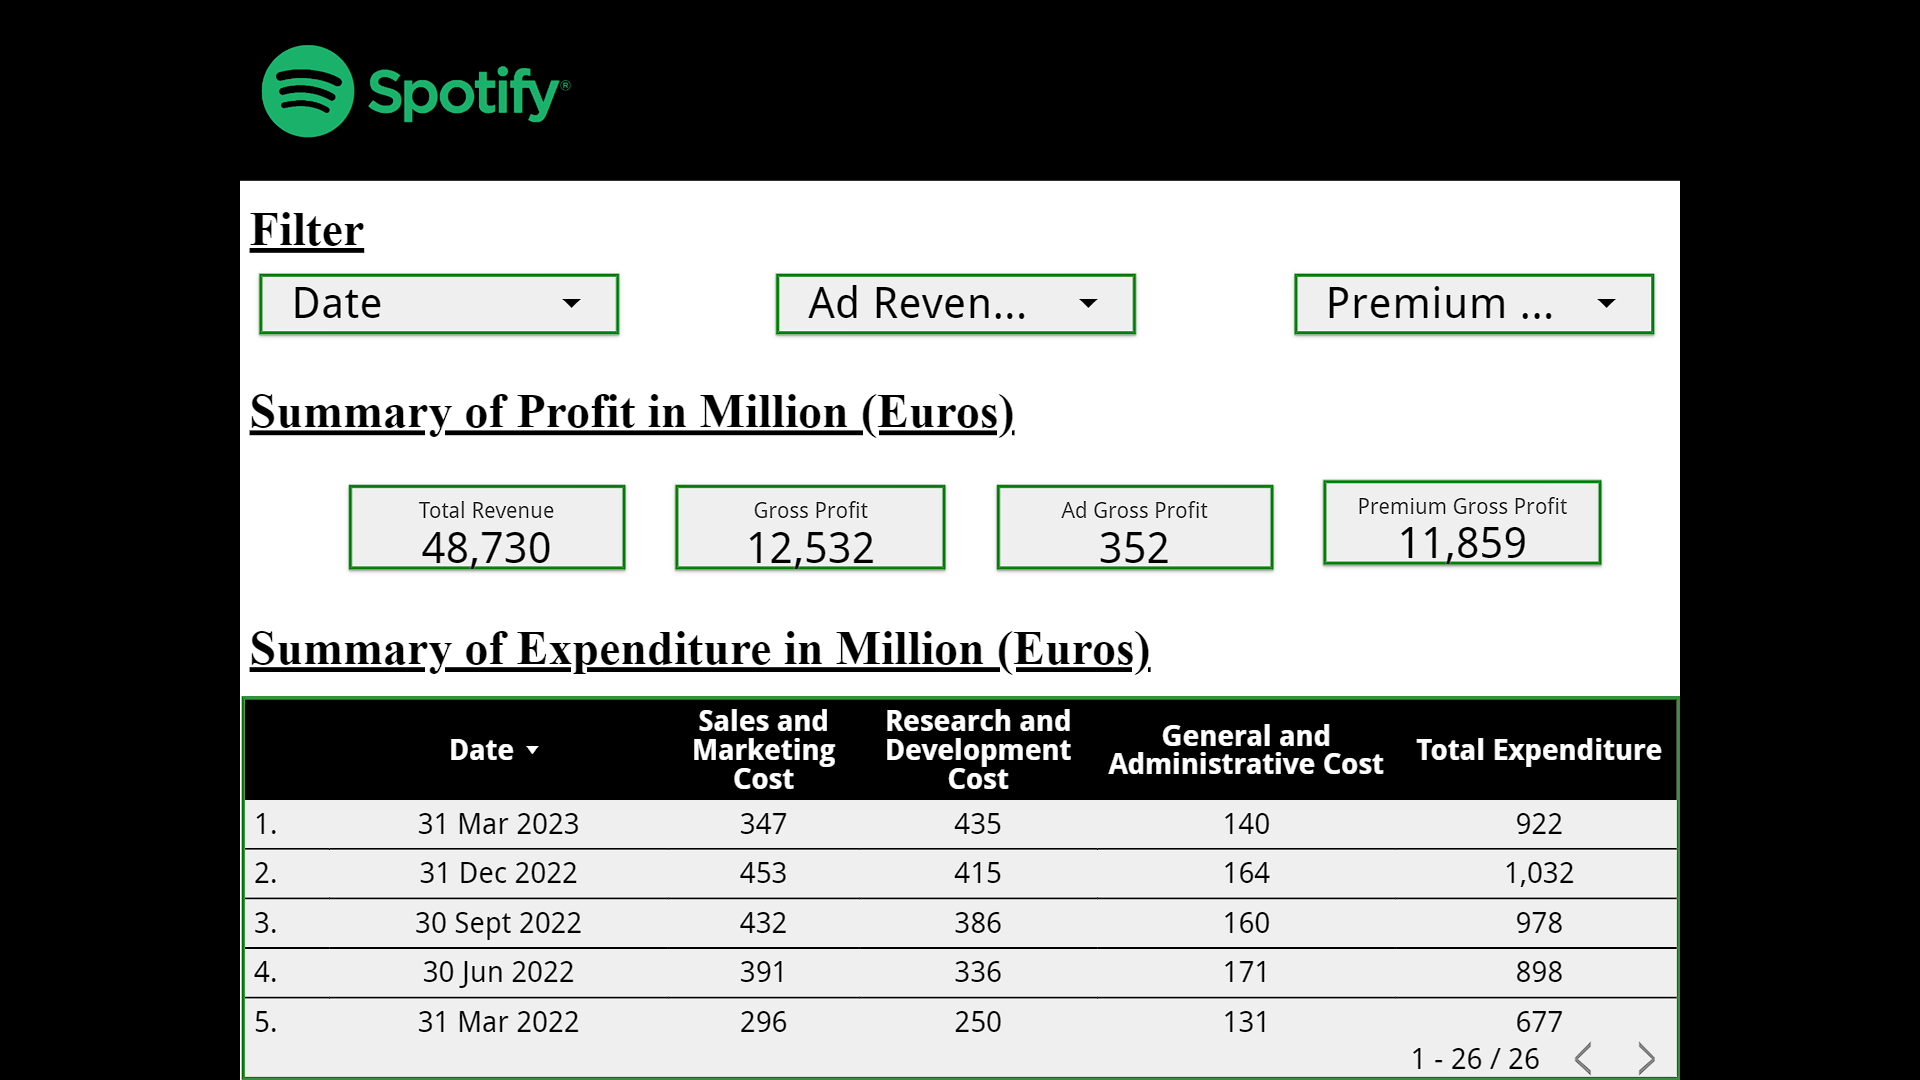 Spotify®
Filter
Date
Ad Reven...
Premium ...
Summary of Profit in Million (Euros)
Total Revenue
48,730
Gross Profit
12,532
Ad Gross Profit
352
Premium Gross Profit
11,859
Summary of Expenditure in Million (Euros)
Date
Sales and Marketing Cost
Research and Development Cost
General and Administrative Cost
Total Expenditure
1. 31 Mar 2023 347 435 140 922
2. 31 Dec 2022 453 415 164 1,032
3. 30 Sept 2022 432 386 160 978
4. 30 Jun 2022 391 336 171 898
5. 31 Mar 2022 296 250 131 677
1 - 26 / 26